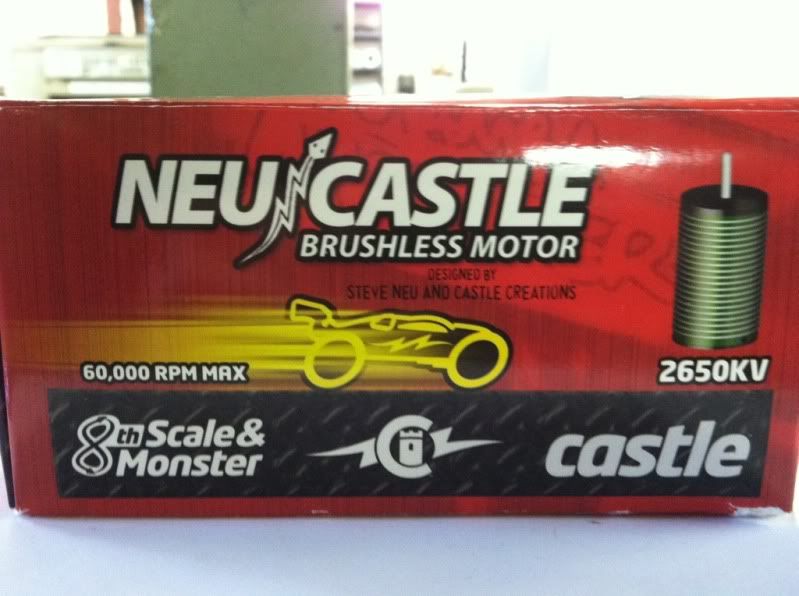 NEU CASTLE
BRUSHLESS MOTOR
DESIGNED BY
STEVE NEU AND CASTLE CREATIONS
60,000 RPM MAX
2650KV
8th Scale &
Monster
castle